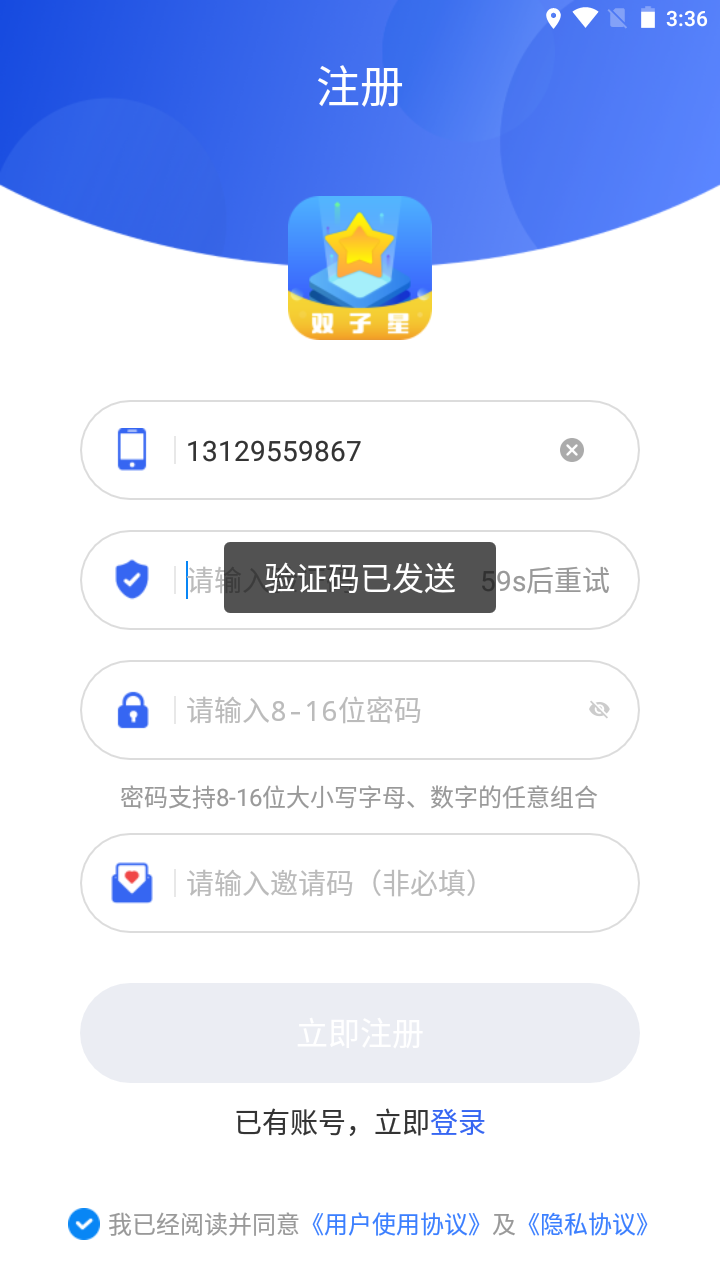 3:36
注册
双子星
13129559867
验证码已发送
59s后重试
请输入8-16位密码
密码支持8-16位大小写字母、数字的任意组合
请输入邀请码（非必填）
立即注册
已有账号，立即登录
我已经阅读并同意《用户使用协议》及《隐私协议》